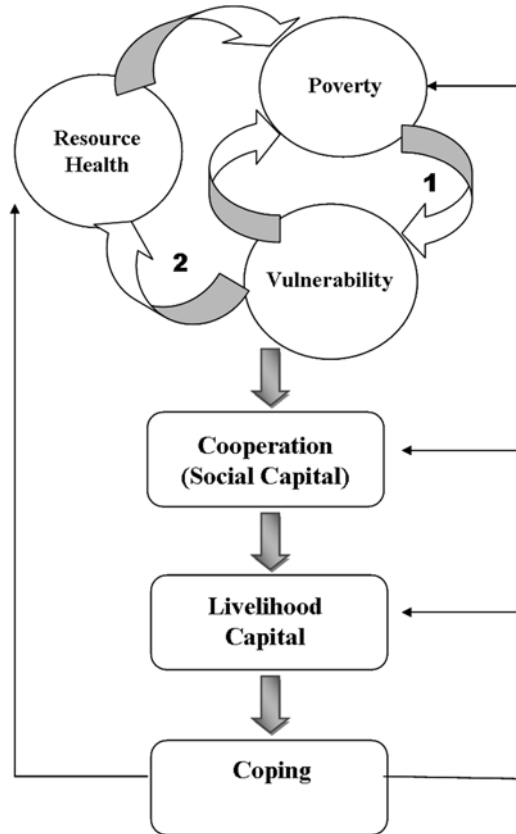 Poverty
Resource
Health
1
2
Vulnerability
Cooperation
(Social Capital)
Livelihood
Capital
Coping